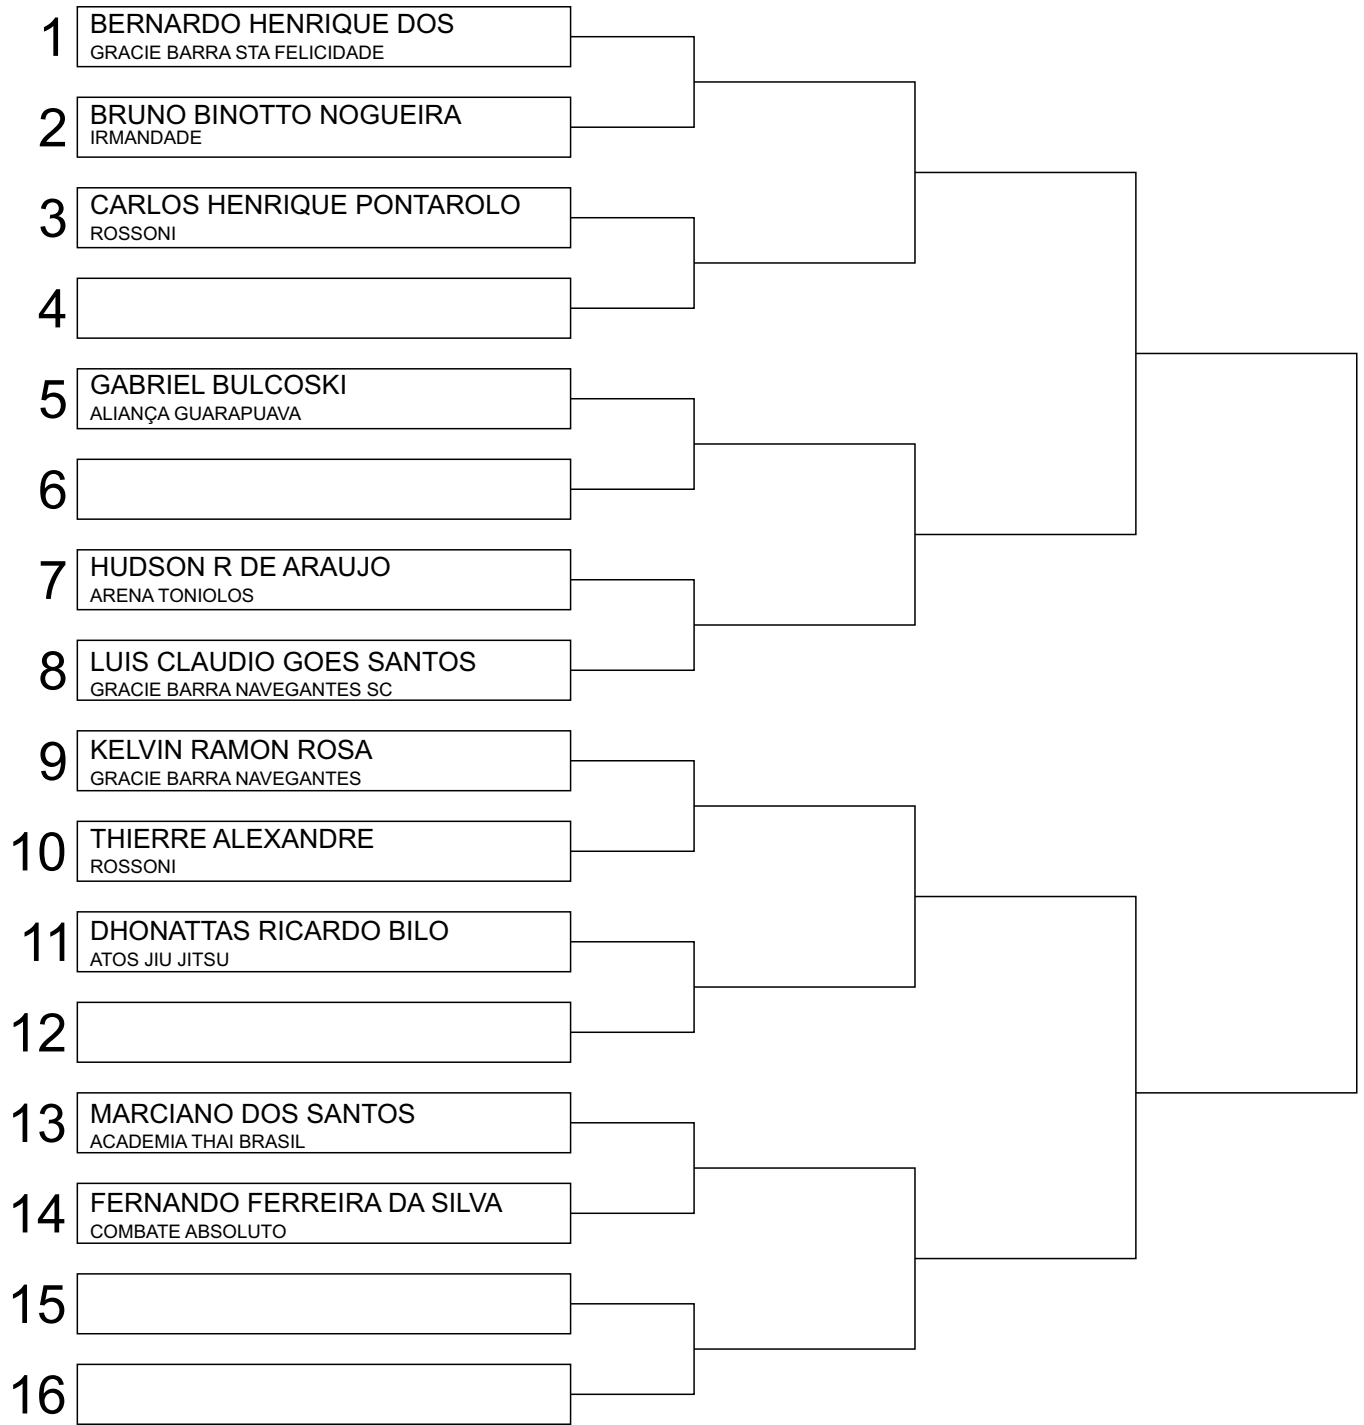 1
BERNARDO HENRIQUE DOS
GRACIE BARRA STA FELICIDADE
2
BRUNO BINOTTO NOGUEIRA
IRMANDADE
3
CARLOS HENRIQUE PONTAROLO
ROSSONI
4
5
GABRIEL BULCOSKI
ALIANÇA GUARAPUAVA
6
7
HUDSON R DE ARAUJO
ARENA TONIOLOS
8
LUIS CLAUDIO GOES SANTOS
GRACIE BARRA NAVEGANTES SC
9
KELVIN RAMON ROSA
GRACIE BARRA NAVEGANTES
10
THIERRE ALEXANDRE
ROSSONI
11
DHONATTAS RICARDO BILO
ATOS JIU JITSU
12
13
MARCIANO DOS SANTOS
ACADEMIA THAI BRASIL
14
FERNANDO FERREIRA DA SILVA
COMBATE ABSOLUTO
15
16